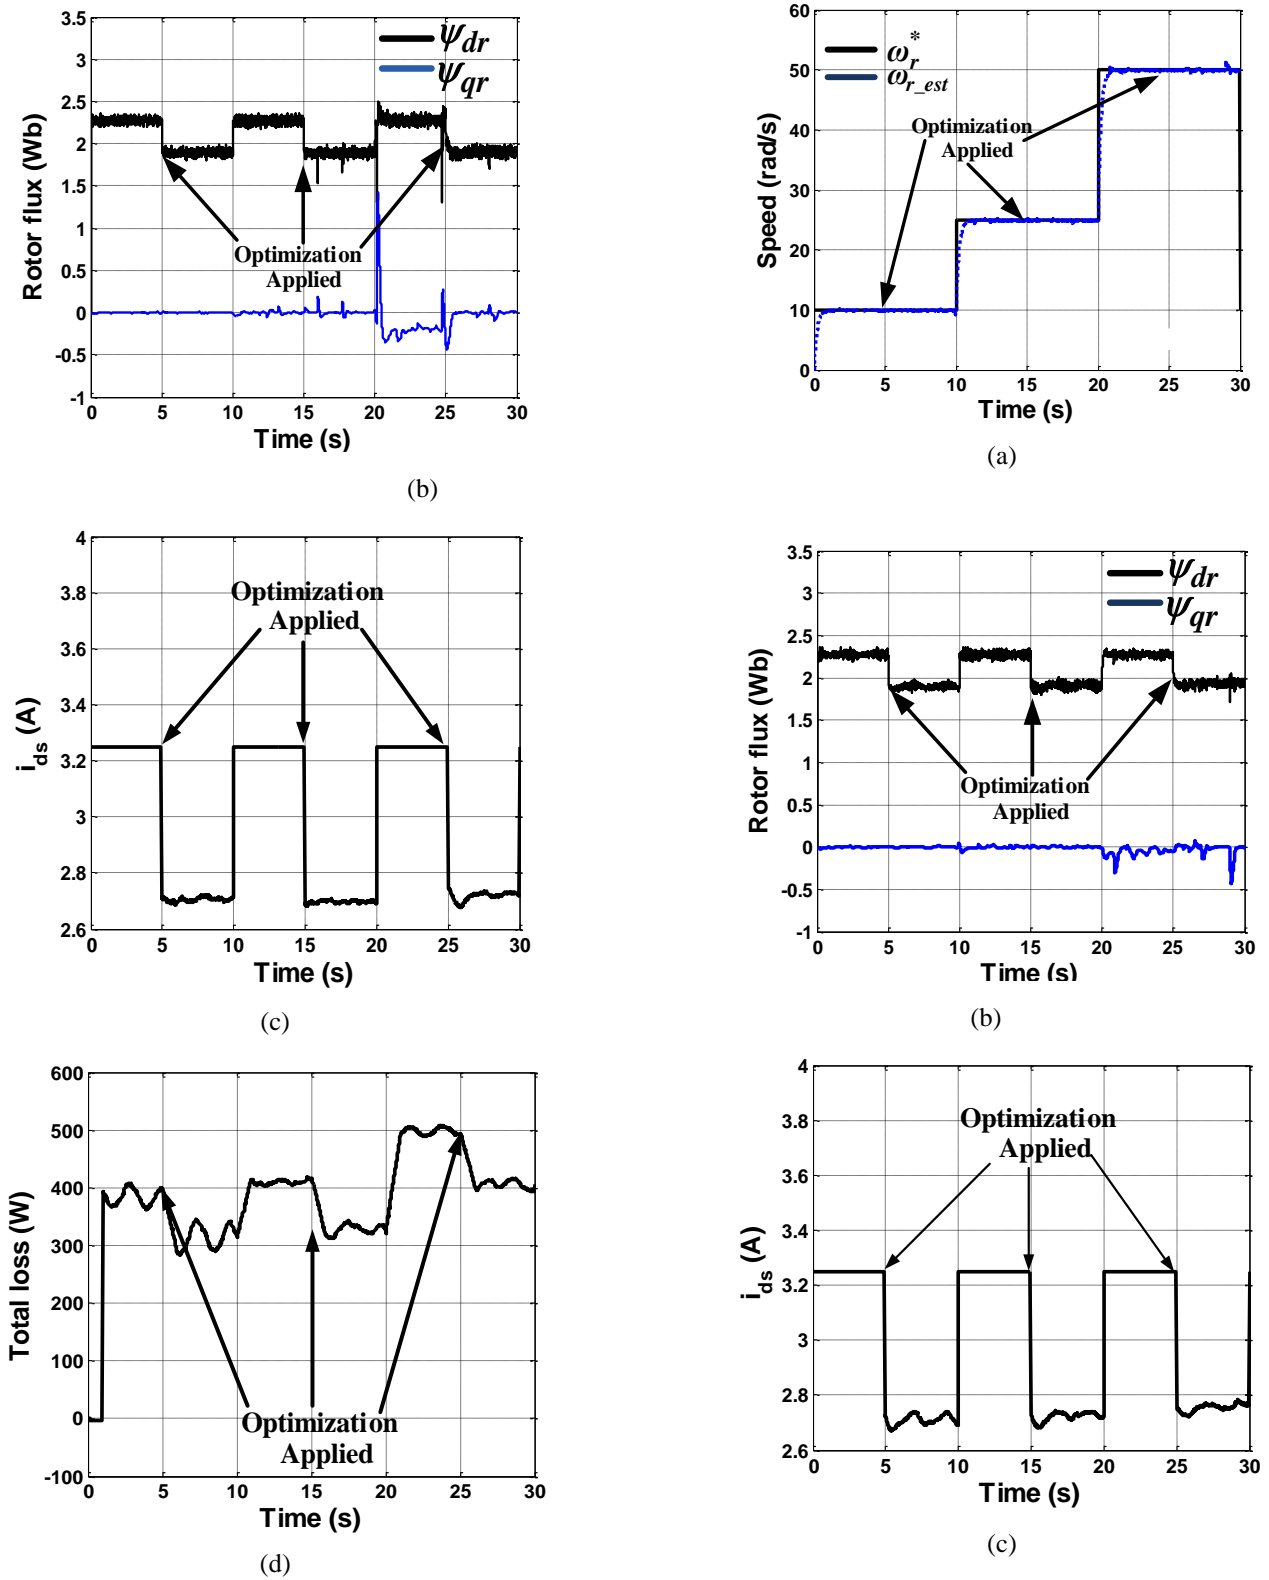 3.5
3
2.5
2
1.5
1
0.5
0
-0.5
-1
0 5 10 15 20 25 30
Rotor flux (Wb)
Time (s)
ψdr
ψqr
Optimization
Applied
(b)
4
3.8
3.6
3.4
3.2
3
2.8
2.6
0 5 10 15 20 25 30
ids (A)
Time (s)
Optimization
Applied
(c)
600
500
400
300
200
100
0
-100
0 5 10 15 20 25 30
Total loss (W)
Time (s)
Optimization
Applied
(d)
60
50
40
30
20
10
0
0 5 10 15 20 25 30
Speed (rad/s)
Time (s)
ωr*
ωr_est
Optimization
Applied
(a)
3.5
3
2.5
2
1.5
1
0.5
0
-0.5
-1
0 5 10 15 20 25 30
Rotor flux (Wb)
Time (s)
ψdr
ψqr
Optimization
Applied
(b)
4
3.8
3.6
3.4
3.2
3
2.8
2.6
0 5 10 15 20 25 30
ids (A)
Time (s)
Optimization
Applied
(c)